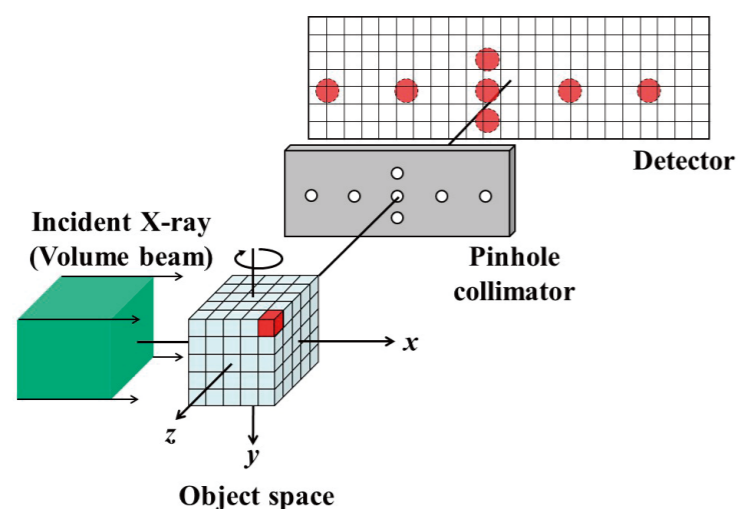 Detector
Incident X-ray
(Volume beam)
Pinhole
collimator
x
z
y
Object space